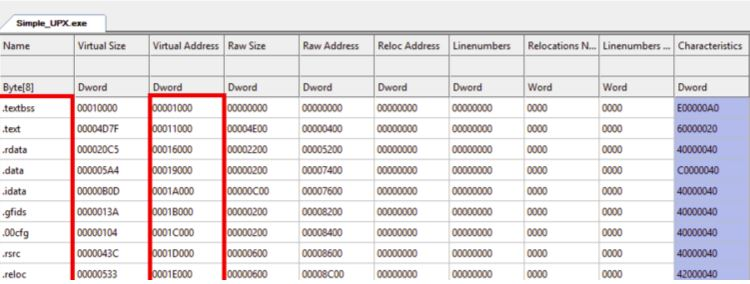 Simple_UPX.exe
Name Virtual Size Virtual Address Raw Size Raw Address Reloc Address Linenumbers Relocations N... Linenumbers ... Characteristics
Byte[8] Dword Dword Dword Dword Dword Dword Word Word Dword
.textbss 00010000 00001000 00000000 00000000 00000000 00000000 0000 0000 E00000A0
.text 00004D7F 00011000 00004E00 00000400 00000000 00000000 0000 0000 60000020
.rdata 000020C5 00016000 00002200 00005200 00000000 00000000 0000 0000 40000040
.data 000005A4 00019000 00000200 00007400 00000000 00000000 0000 0000 C0000040
.idata 00000B0D 0001A000 00000C00 00007600 00000000 00000000 0000 0000 40000040
.gfids 0000013A 0001B000 00000200 00008200 00000000 00000000 0000 0000 40000040
.00cfg 00000104 0001C000 00000200 00008400 00000000 00000000 0000 0000 40000040
.rsrc 0000043C 0001D000 00000600 00008600 00000000 00000000 0000 0000 40000040
.reloc 00000533 0001E000 00000600 00008C00 00000000 00000000 0000 0000 42000040